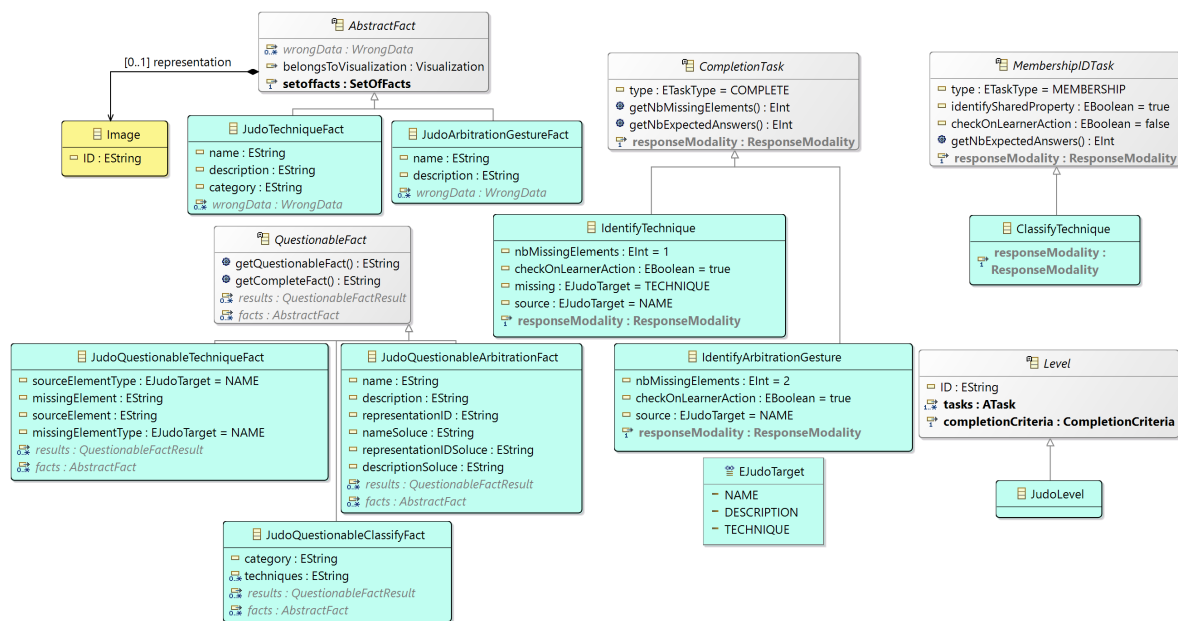 AbstractFact
wrongData : WrongData
belongsToVisualization : Visualization
setoffacts : SetOfFacts
[0..1] representation
Image
ID : EString
JudoTechniqueFact
name : EString
description : EString
category : EString
wrongData : WrongData
JudoArbitrationGestureFact
name : EString
description : EString
wrongData : WrongData
CompletionTask
type : ETaskType = COMPLETE
getNbMissingElements() : EInt
getNbExpectedAnswers() : EInt
responseModality : ResponseModality
MembershipIDTask
type : ETaskType = MEMBERSHIP
identifySharedProperty : EBoolean = true
checkOnLearnerAction : EBoolean = false
getNbExpectedAnswers() : EInt
responseModality : ResponseModality
QuestionableFact
getQuestionableFact() : EString
getCompleteFact() : EString
results : QuestionableFactResult
facts : AbstractFact
IdentifyTechnique
nbMissingElements : EInt = 1
checkOnLearnerAction : EBoolean = true
missing : EJudoTarget = TECHNIQUE
source : EJudoTarget = NAME
responseModality : ResponseModality
ClassifyTechnique
responseModality :
ResponseModality
JudoQuestionableTechniqueFact
sourceElementType : EJudoTarget = NAME
missingElement : EString
sourceElement : EString
missingElementType : EJudoTarget = NAME
results : QuestionableFactResult
facts : AbstractFact
JudoQuestionableArbitrationFact
name : EString
description : EString
representationID : EString
nameSoluce : EString
representationIDSoluce : EString
descriptionSoluce : EString
results : QuestionableFactResult
facts : AbstractFact
IdentifyArbitrationGesture
nbMissingElements : EInt = 2
checkOnLearnerAction : EBoolean = true
source : EJudoTarget = NAME
responseModality : ResponseModality
Level
ID : EString
tasks : ATask
completionCriteria : CompletionCriteria
EJudoTarget
NAME
DESCRIPTION
TECHNIQUE
JudoLevel
JudoQuestionableClassifyFact
category : EString
techniques : EString
results : QuestionableFactResult
facts : AbstractFact